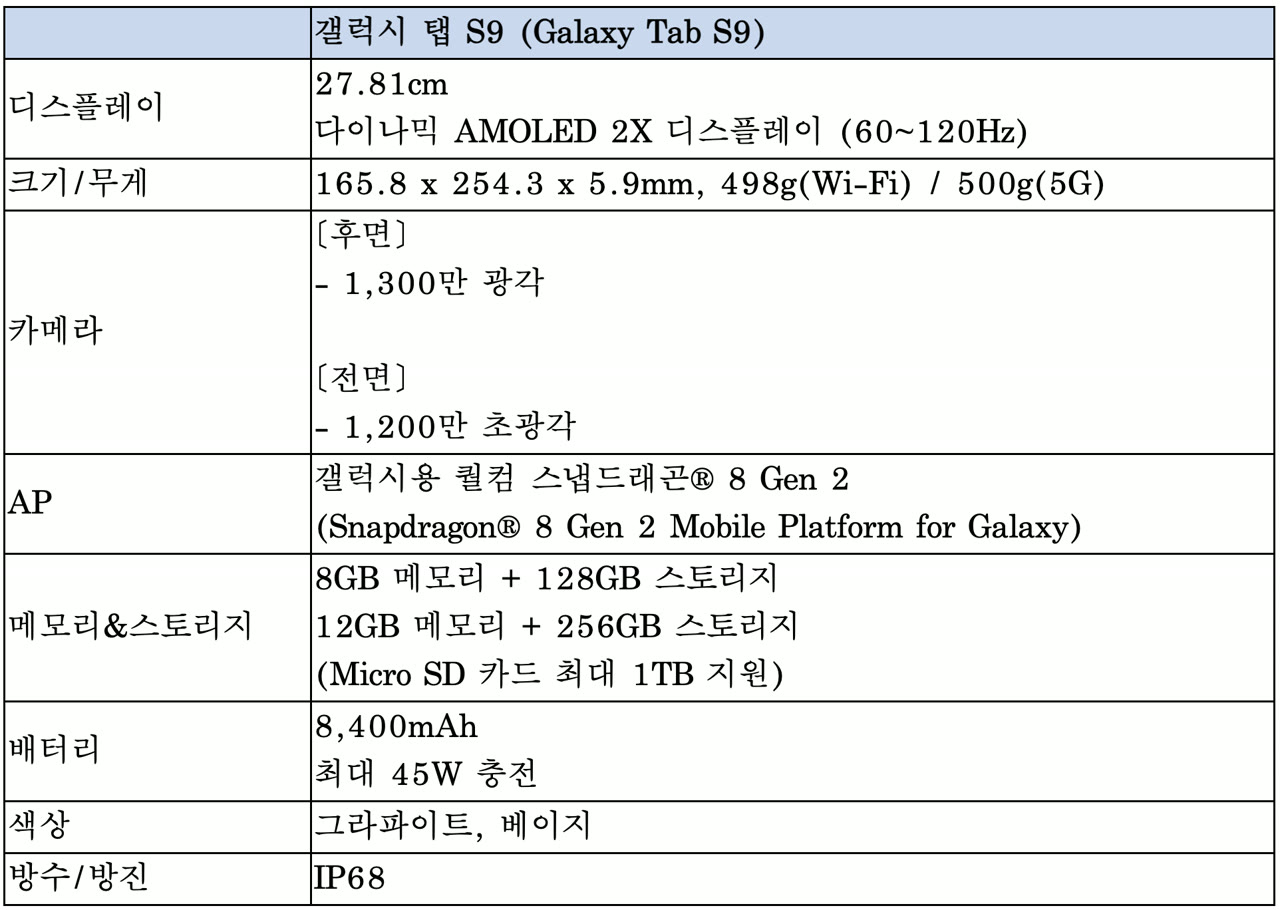 갤럭시 탭 S9 (Galaxy Tab S9)
디스플레이
27.81cm
다이나믹 AMOLED 2X 디스플레이 (60~120Hz)
크기/무게
165.8 x 254.3 x 5.9mm, 498g(Wi-Fi) / 500g(5G)
카메라
〔후면〕
- 1,300만 광각
〔전면〕
- 1,200만 초광각
AP
갤럭시용 퀄컴 스냅드래곤® 8 Gen 2
(Snapdragon® 8 Gen 2 Mobile Platform for Galaxy)
메모리&스토리지
8GB 메모리 + 128GB 스토리지
12GB 메모리 + 256GB 스토리지
(Micro SD 카드 최대 1TB 지원)
배터리
8,400mAh
최대 45W 충전
색상
그라파이트, 베이지
방수/방진
IP68